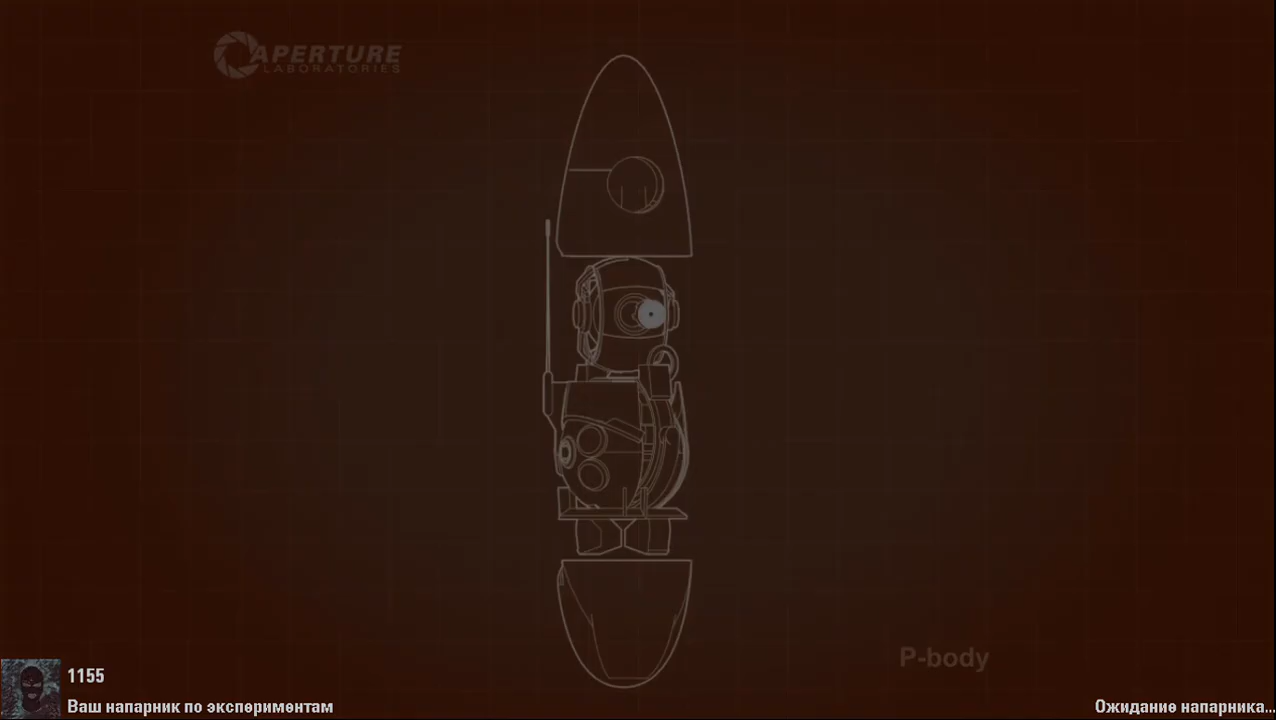 APERTURE
LABORATORIES
P-body
1155
Ваш напарник по экспериментам
Ожидание напарника...